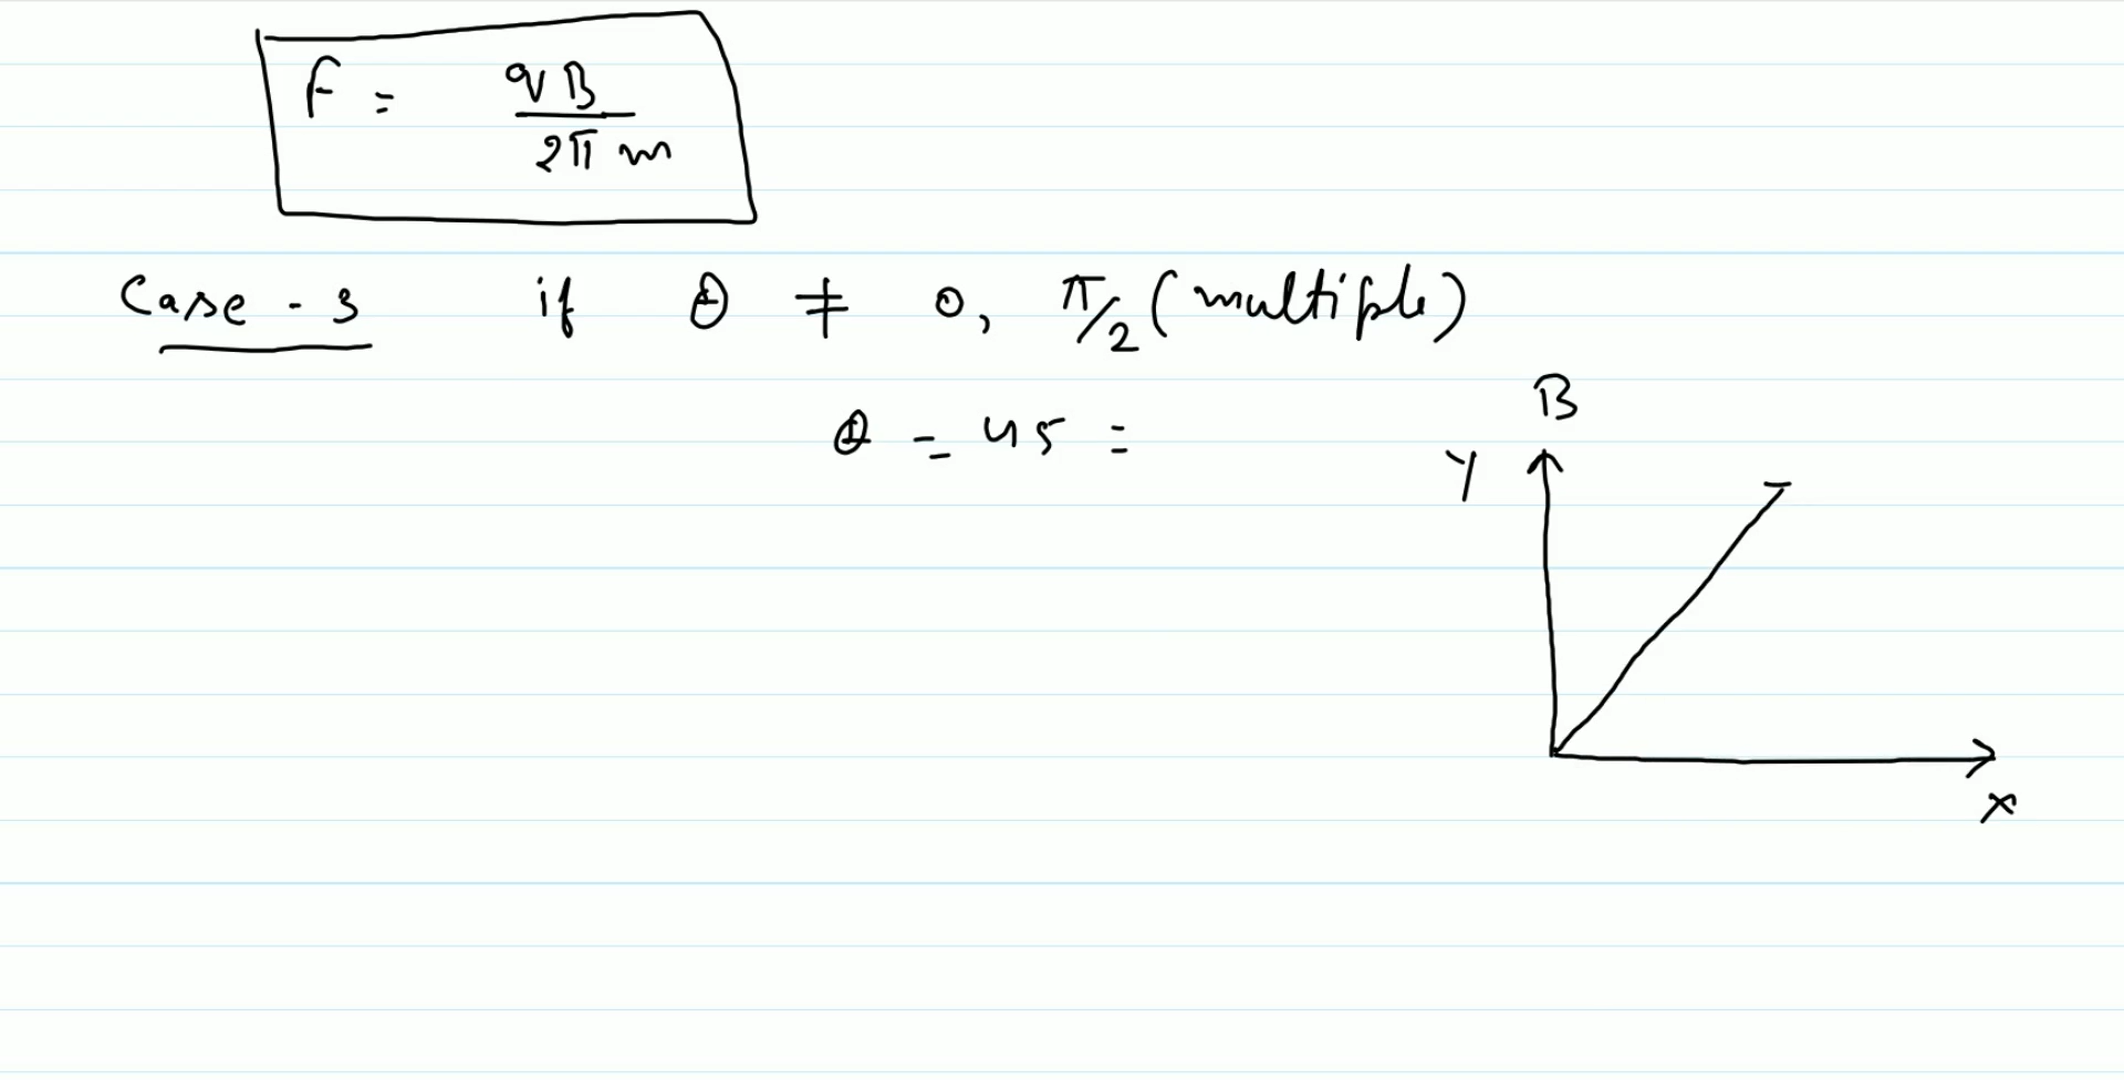 F = qB
2π m
Case - 3 if θ ≠ 0, π/2 (multiple)
θ = 45 =
B
Y
x